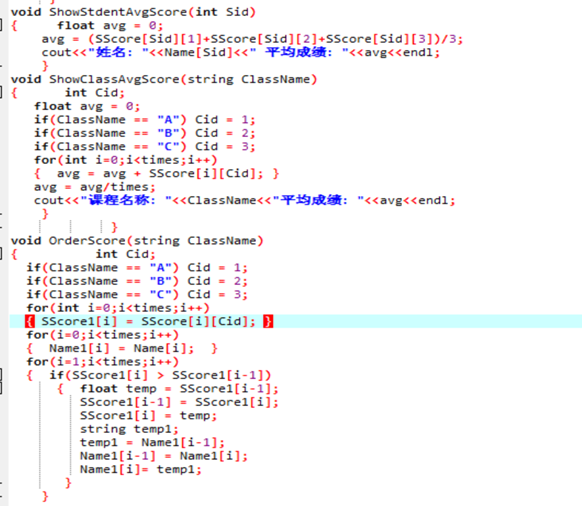 void ShowStdentAvgScore(int Sid)
{ float avg = 0;
avg = (SScore[Sid][1]+SScore[Sid][2]+SScore[Sid][3])/3;
cout<<"姓名: "<<Name[Sid]<<" 平均成绩: "<<avg<<endl;
}
void ShowClassAvgScore(string ClassName)
{ int Cid;
float avg = 0;
if(ClassName == "A") Cid = 1;
if(ClassName == "B") Cid = 2;
if(ClassName == "C") Cid = 3;
for(int i=0;i<times;i++)
{ avg = avg + SScore[i][Cid]; }
avg = avg/times;
cout<<"课程名称: "<<ClassName<<"平均成绩: "<<avg<<endl;
}
}
void OrderScore(string ClassName)
{ int Cid;
if(ClassName == "A") Cid = 1;
if(ClassName == "B") Cid = 2;
if(ClassName == "C") Cid = 3;
for(int i=0;i<times;i++)
{ SScore1[i] = SScore[i][Cid]; }
for(i=0;i<times;i++)
{ Name1[i] = Name[i]; }
for(i=1;i<times;i++)
{ if(SScore1[i] > SScore1[i-1])
{ float temp = SScore1[i-1];
SScore1[i-1] = SScore1[i];
SScore1[i] = temp;
string temp1;
temp1 = Name1[i-1];
Name1[i-1] = Name1[i];
Name1[i]= temp1;
}
}